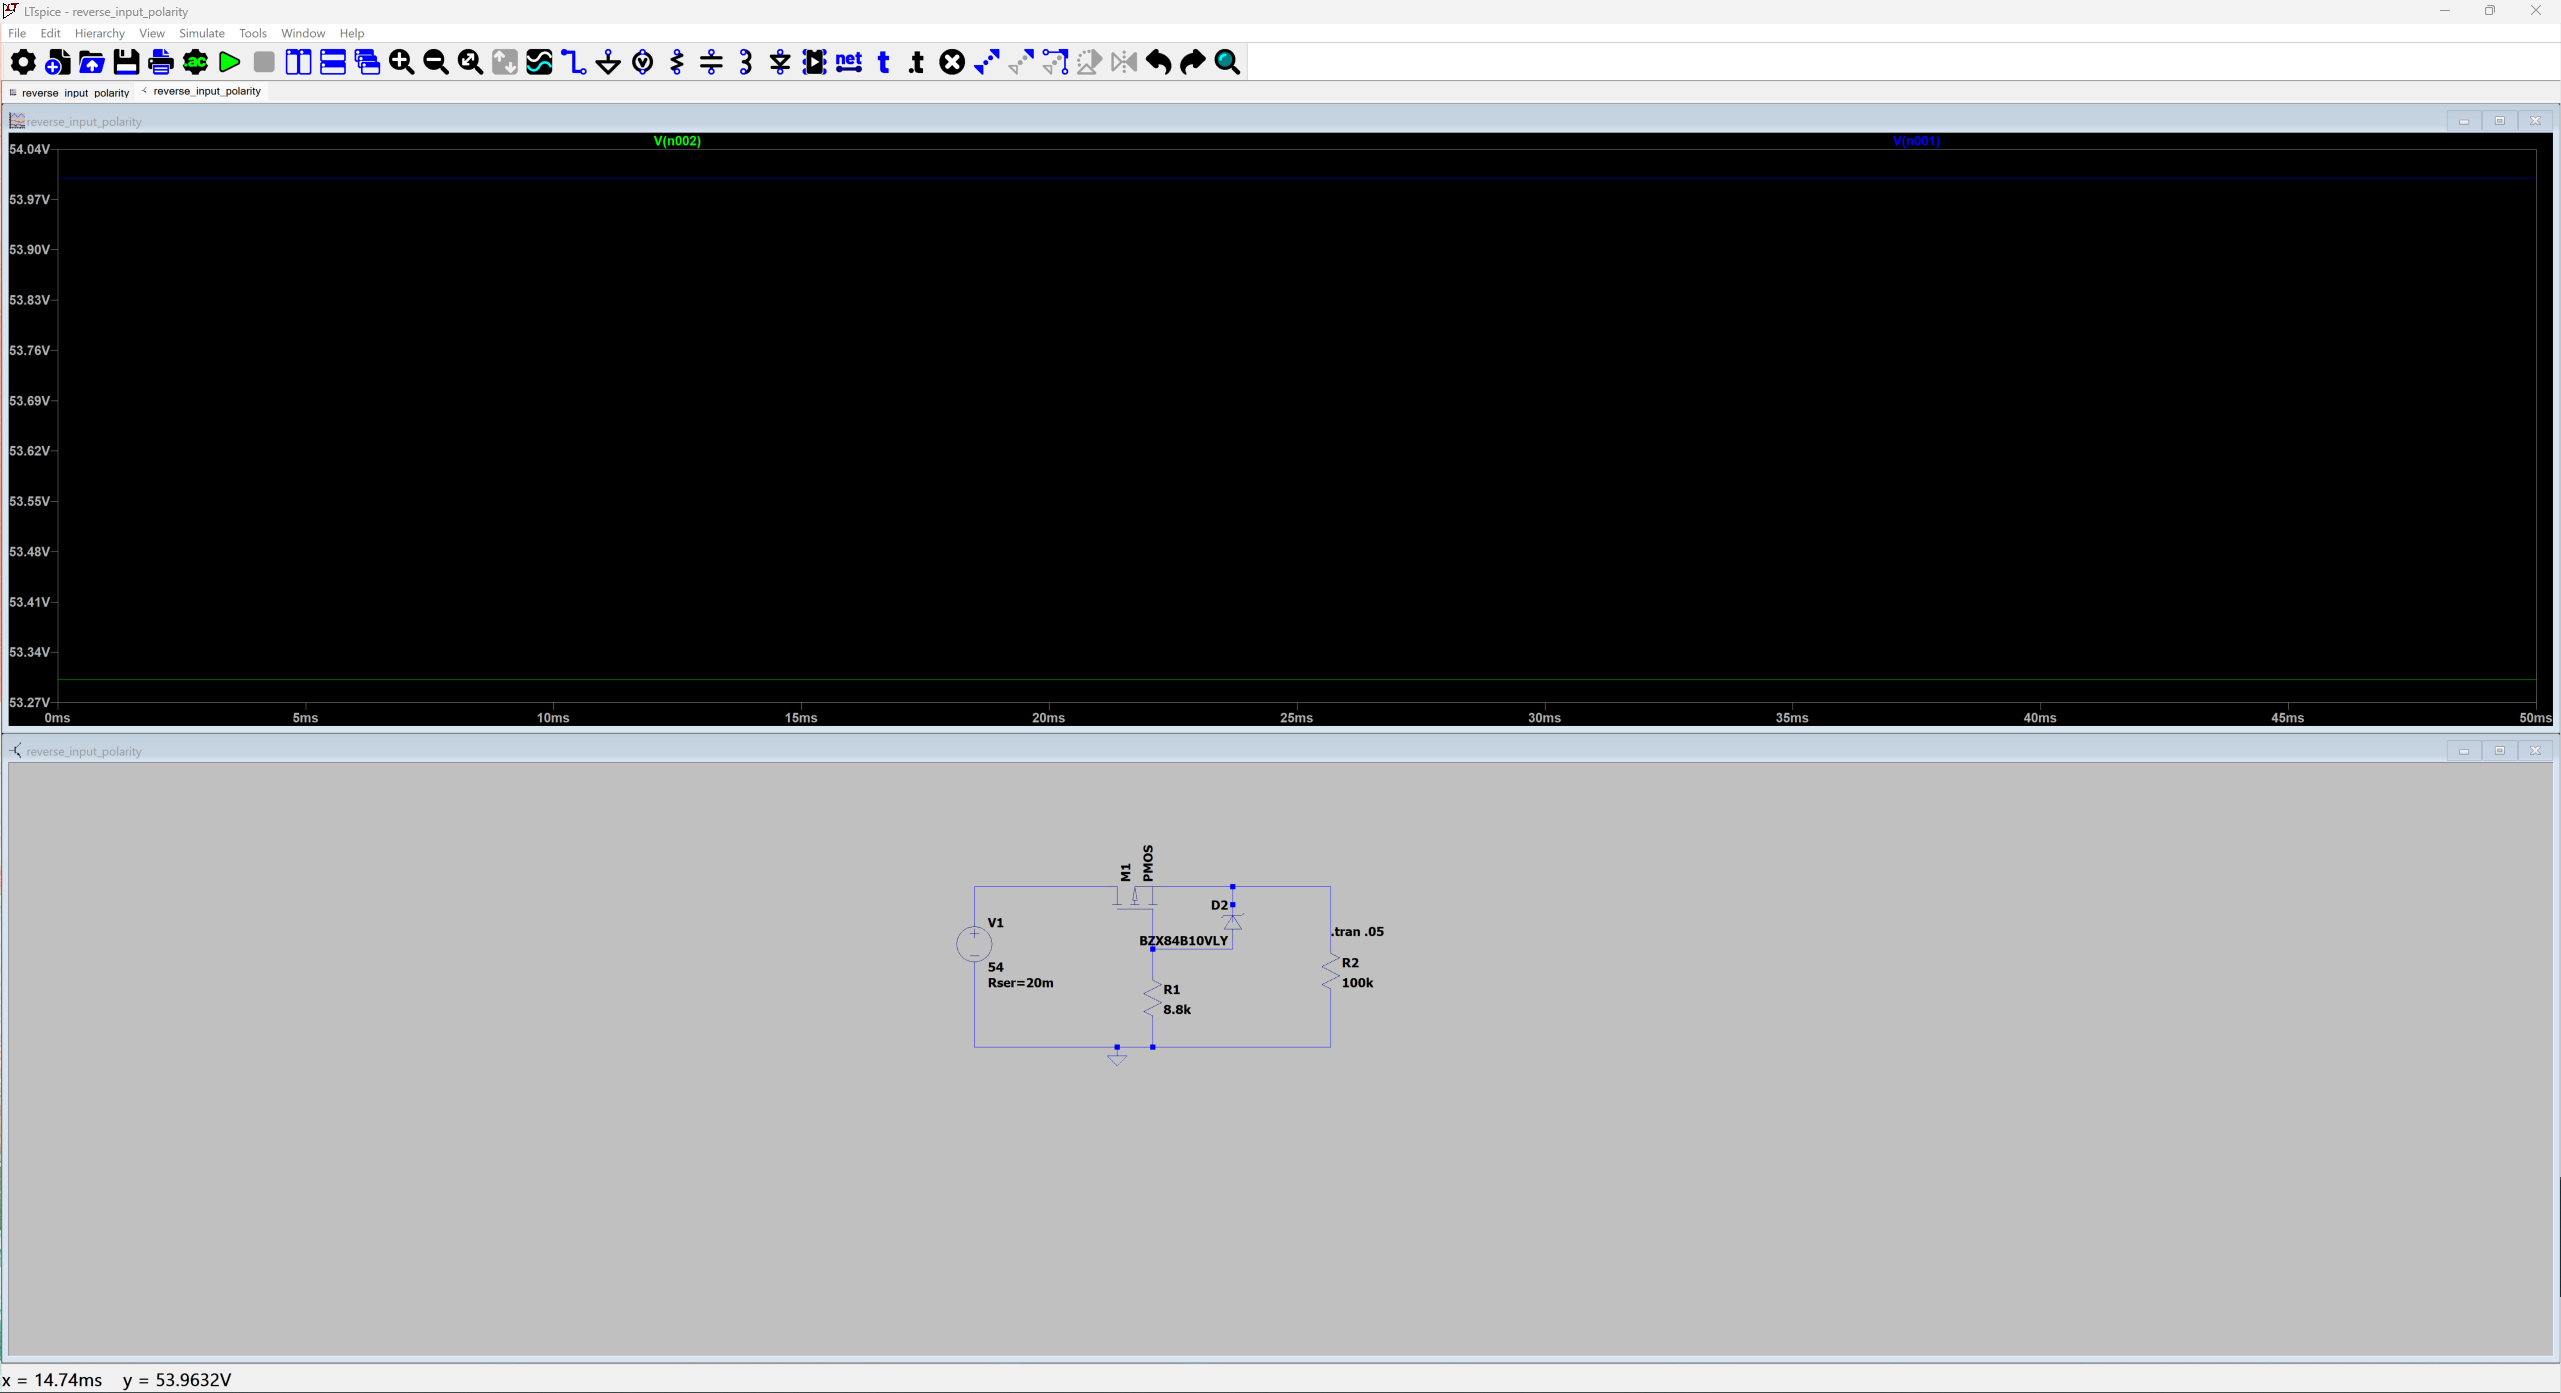 LTspice - reverse_input_polarity
File Edit Hierarchy View Simulate Tools Window Help
.ac net t .t
reverse_input_polarity reverse_input_polarity
reverse_input_polarity
V(n002) V(n001)
54.04V
53.97V
53.90V
53.83V
53.76V
53.69V
53.62V
53.55V
53.48V
53.41V
53.34V
53.27V
0ms 5ms 10ms 15ms 20ms 25ms 30ms 35ms 40ms 45ms 50ms
reverse_input_polarity
M1
PMOS
D2
V1
.tran .05
BZX84B10VLY
R2
54
Rser=20m
100k
R1
8.8k
x = 14.74ms y = 53.9632V